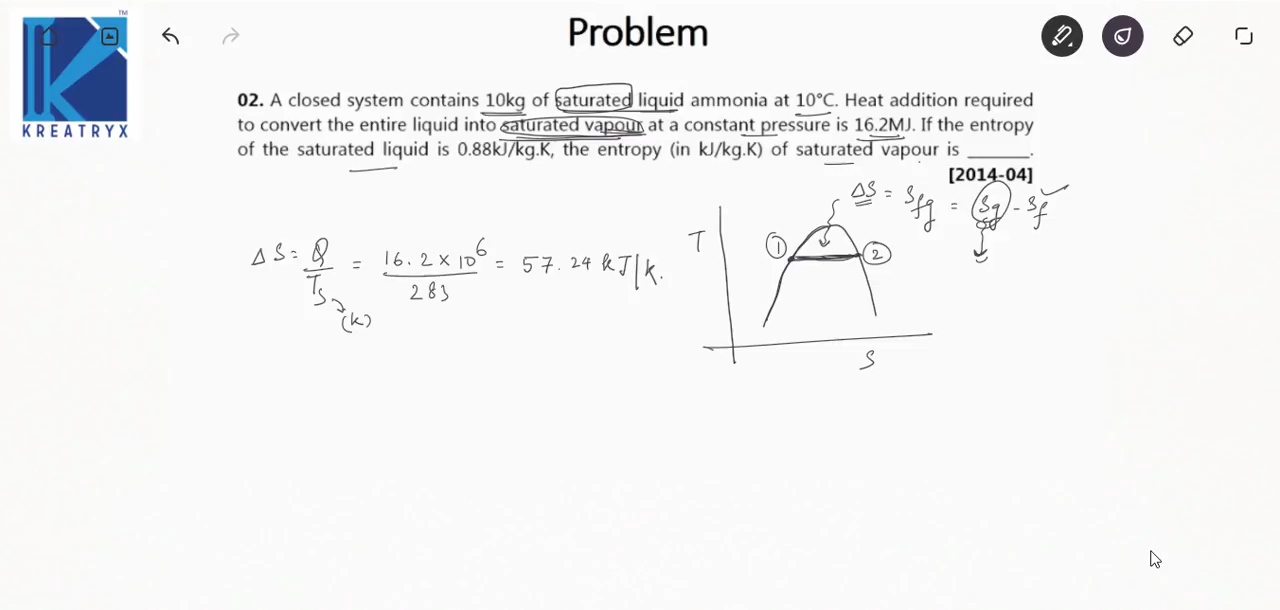 Problem
TM
KREATRYX
02. A closed system contains 10kg of saturated liquid ammonia at 10°C. Heat addition required
to convert the entire liquid into saturated vapour at a constant pressure is 16.2MJ. If the entropy
of the saturated liquid is 0.88kJ/kg.K, the entropy (in kJ/kg.K) of saturated vapour is ______.
[2014-04]
ΔS = Sfg = Sg - Sf
ΔS = Q/Ts = 16.2 × 10^6/283 = 57.24 kJ/K.
(K)
T
1
2
S